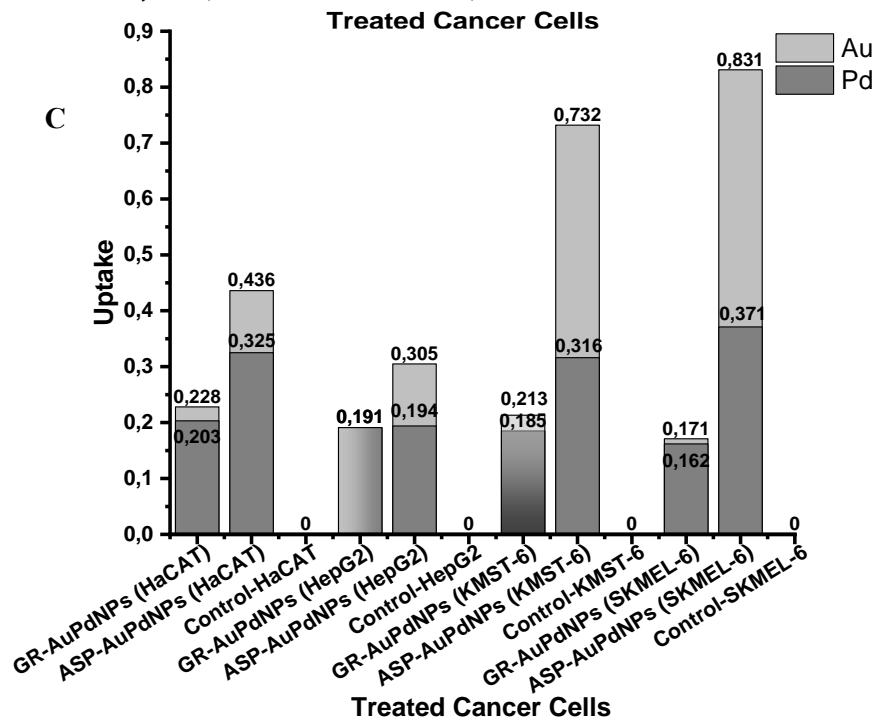 Treated Cancer Cells
C
Au
Pd
Uptake
0,9
0,8
0,7
0,6
0,5
0,4
0,3
0,2
0,1
0,0
0,228
0,203
0,436
0,325
0
0,191
0,305
0,194
0
0,213
0,185
0,732
0,316
0
0,171
0,162
0,831
0,371
0
GR-AuPdNPs (HaCAT)
ASP-AuPdNPs (HaCAT)
Control-HaCAT
GR-AuPdNPs (HepG2)
ASP-AuPdNPs (HepG2)
Control-HepG2
GR-AuPdNPs (KMST-6)
ASP-AuPdNPs (KMST-6)
Control-KMST-6
GR-AuPdNPs (SKMEL-6)
ASP-AuPdNPs (SKMEL-6)
Control-SKMEL-6
Treated Cancer Cells